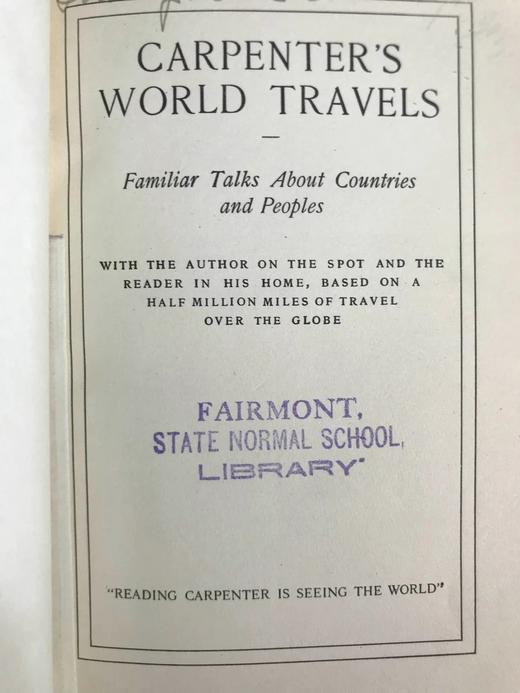 CARPENTER'S
WORLD TRAVELS
—
Familiar Talks About Countries
and Peoples
WITH THE AUTHOR ON THE SPOT AND THE
READER IN HIS HOME, BASED ON A
HALF MILLION MILES OF TRAVEL
OVER THE GLOBE
FAIRMONT,
STATE NORMAL SCHOOL,
LIBRARY
"READING CARPENTER IS SEEING THE WORLD"